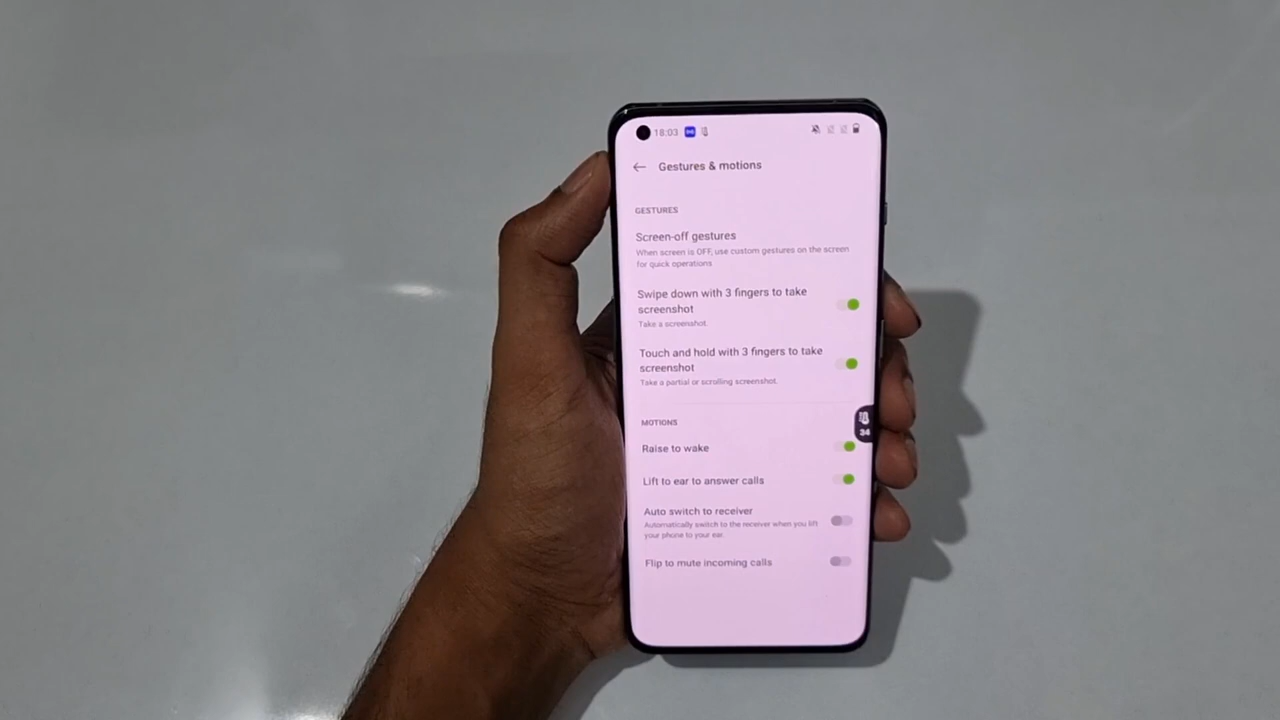 18:03
Gestures & motions
GESTURES
Screen-off gestures
When screen is OFF, use custom gestures on the screen
for quick operations
Swipe down with 3 fingers to take
screenshot
Take a screenshot.
Touch and hold with 3 fingers to take
screenshot
Take a partial or scrolling screenshot.
34
MOTIONS
Raise to wake
Lift to ear to answer calls
Auto switch to receiver
Automatically switch to the receiver when you lift
your phone to your ear.
Flip to mute incoming calls